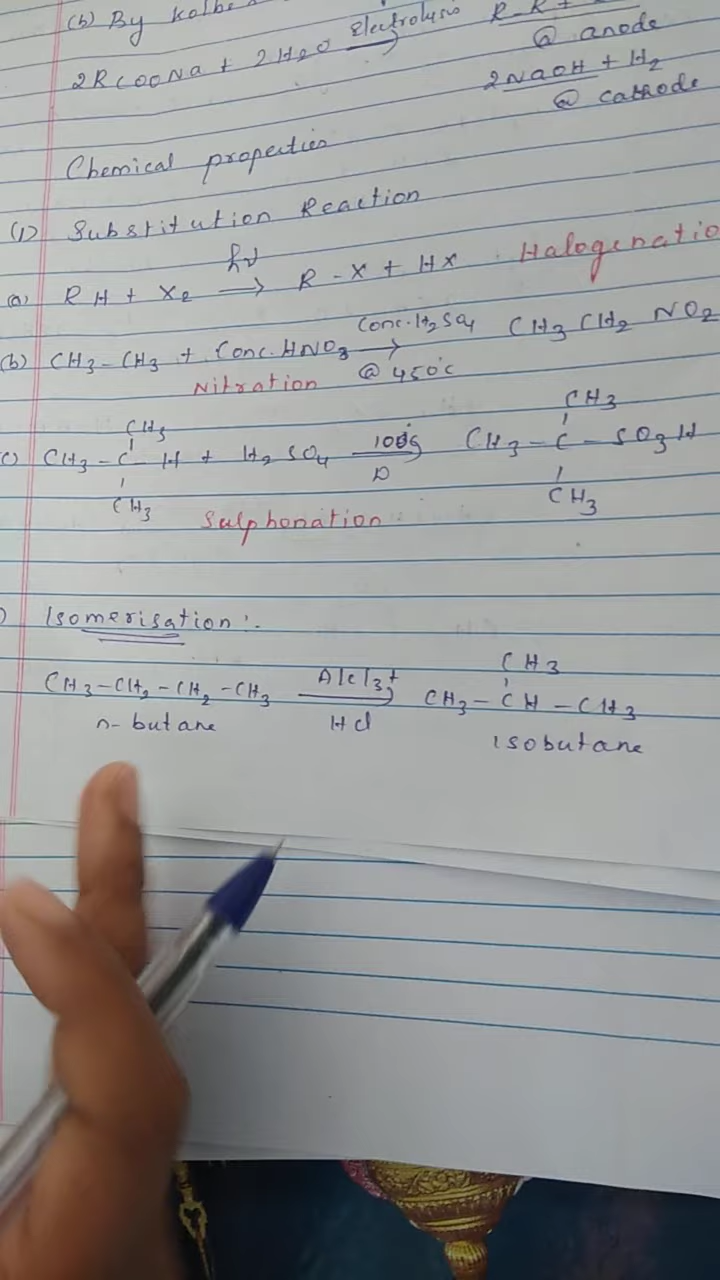 (b) By Kolbe
2RCOONa + 2H2O Electrolysis → R-R +
@ anode
2NaOH + H2
@ cathode
Chemical properties
(1) Substitution Reaction
(a) RH + X2 hν → R-X + HX Halogenatio
(b) CH3-CH3 + Conc.HNO3 Conc.H2SO4 → @ 450°C CH3CH2NO2
Nitration
CH3 CH3
c) CH3-C-H + H2SO4 → Δ CH3-C-SO3H
CH3 CH3
Sulphonation
) Isomerisation:-
CH3
CH3-CH2-CH2-CH3 AlCl3+ → HCl CH3-CH-CH3
n-butane isobutane